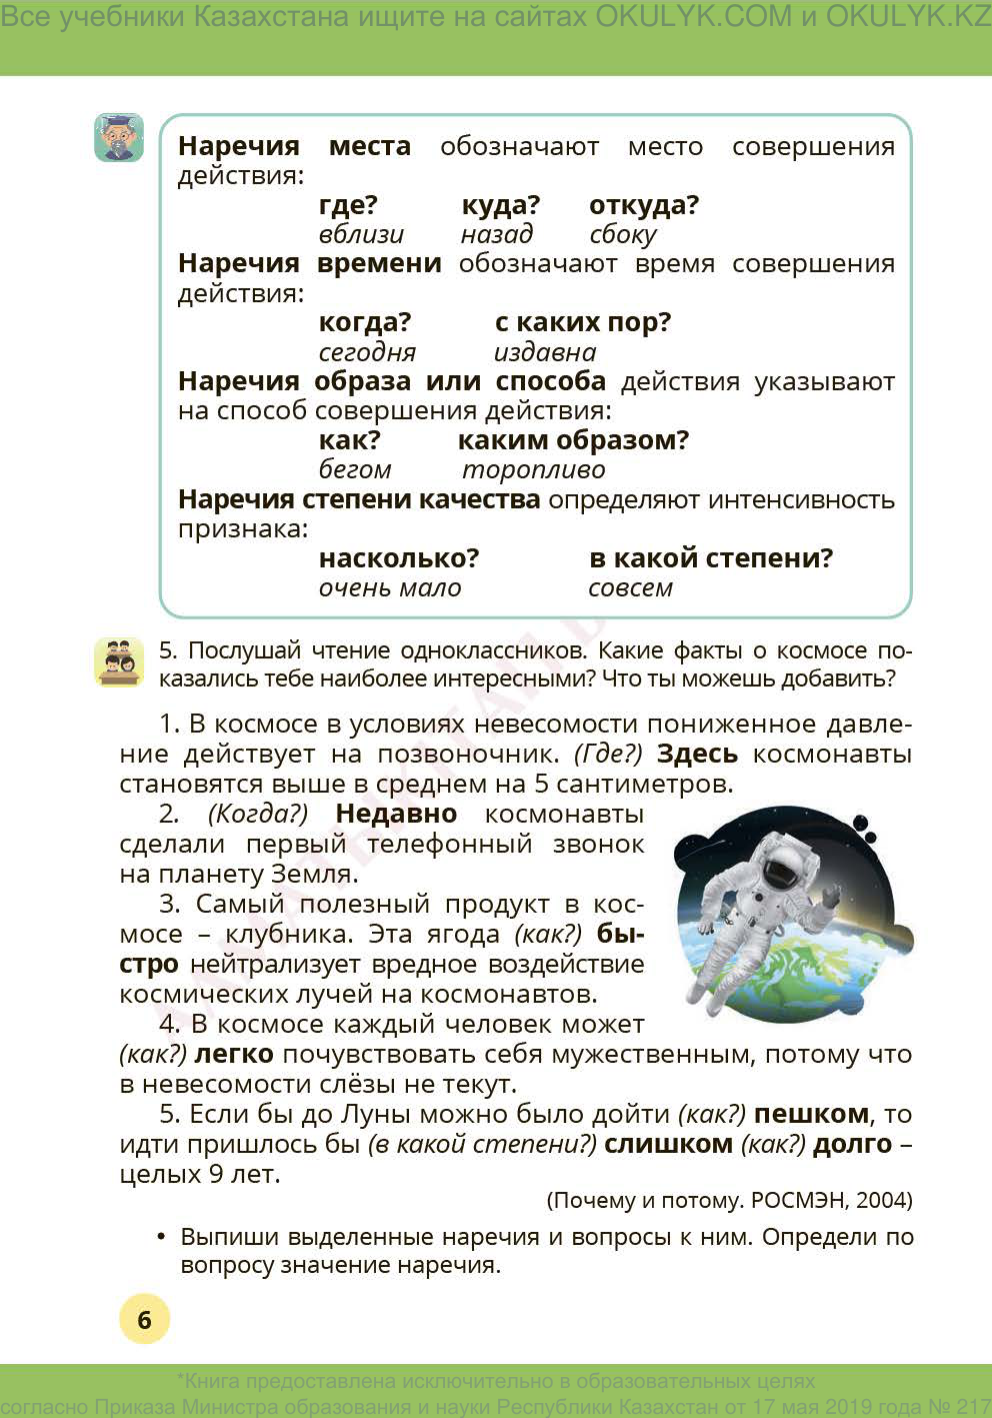 Все учебники Казахстана ищите на сайтах OKULYK.COM и OKULYK.KZ
Наречия места обозначают место совершения
действия:
где? куда? откуда?
вблизи назад сбоку
Наречия времени обозначают время совершения
действия:
когда? с каких пор?
сегодня издавна
Наречия образа или способа действия указывают
на способ совершения действия:
как? каким образом?
бегом торопливо
Наречия степени качества определяют интенсивность
признака:
насколько? в какой степени?
очень мало совсем
5. Послушай чтение одноклассников. Какие факты о космосе по-
казались тебе наиболее интересными? Что ты можешь добавить?
1. В космосе в условиях невесомости пониженное давле-
ние действует на позвоночник. (Где?) Здесь космонавты
становятся выше в среднем на 5 сантиметров.
2. (Когда?) Недавно космонавты
сделали первый телефонный звонок
на планету Земля.
3. Самый полезный продукт в кос-
мосе – клубника. Эта ягода (как?) бы-
стро нейтрализует вредное воздействие
космических лучей на космонавтов.
4. В космосе каждый человек может
(как?) легко почувствовать себя мужественным, потому что
в невесомости слёзы не текут.
5. Если бы до Луны можно было дойти (как?) пешком, то
идти пришлось бы (в какой степени?) слишком (как?) долго –
целых 9 лет.
(Почему и потому. РОСМЭН, 2004)
• Выпиши выделенные наречия и вопросы к ним. Определи по
вопросу значение наречия.
6
*Книга предоставлена исключительно в образовательных целях
согласно Приказа Министра образования и науки Республики Казахстан от 17 мая 2019 года № 217